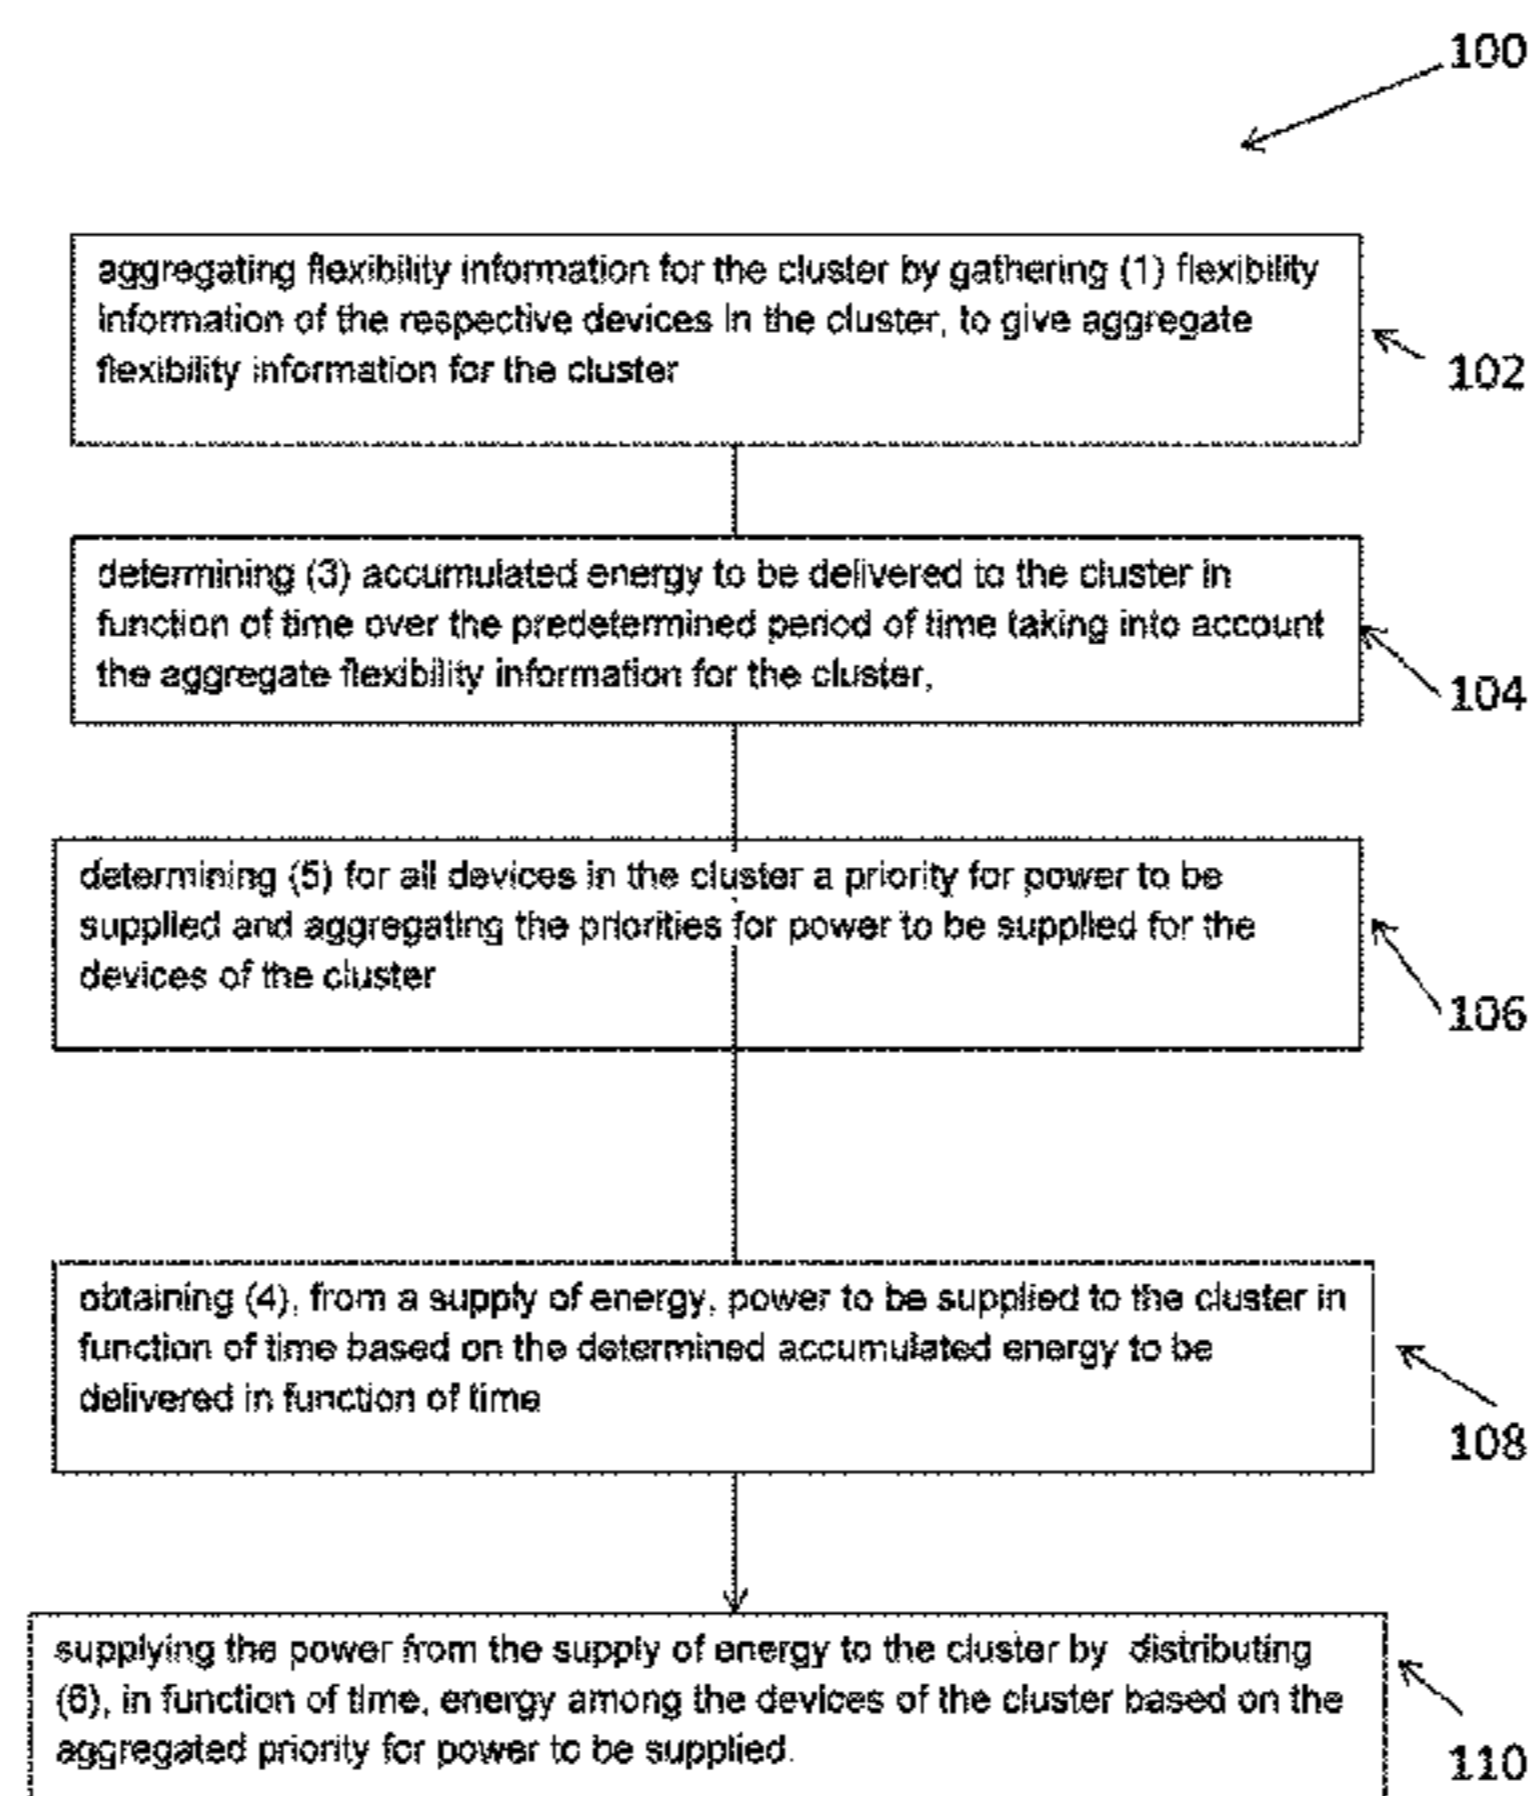 100
aggregating flexibility information for the cluster by gathering (1) flexibility
information of the respective devices in the cluster, to give aggregate
flexibility information for the cluster
102
determining (3) accumulated energy to be delivered to the cluster in
function of time over the predetermined period of time taking into account
the aggregate flexibility information for the cluster,
104
determining (5) for all devices in the cluster a priority for power to be
supplied and aggregating the priorities for power to be supplied for the
devices of the cluster
106
obtaining (4), from a supply of energy, power to be supplied to the cluster in
function of time based on the determined accumulated energy to be
delivered in function of time
108
supplying the power from the supply of energy to the cluster by distributing
(6), in function of time, energy among the devices of the cluster based on the
aggregated priority for power to be supplied.
110